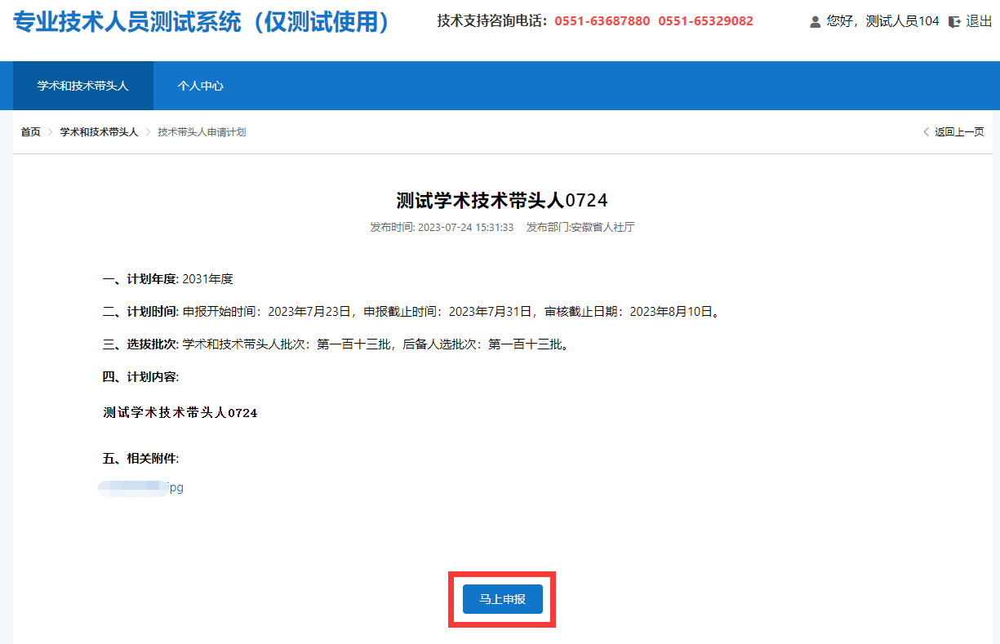 专业技术人员测试系统（仅测试使用）
技术支持咨询电话：0551-63687880 0551-65329082
您好，测试人员104 退出
学术和技术带头人 个人中心
首页 > 学术和技术带头人 > 技术带头人申请计划
返回上一页
测试学术技术带头人0724
发布时间: 2023-07-24 15:31:33 发布部门:安徽省人社厅
一、计划年度: 2031年度
二、计划时间: 申报开始时间：2023年7月23日，申报截止时间：2023年7月31日，审核截止日期：2023年8月10日。
三、选拔批次: 学术和技术带头人批次：第一百十三批，后备人选批次：第一百十三批。
四、计划内容:
测试学术技术带头人0724
五、相关附件:
jpg
马上申报